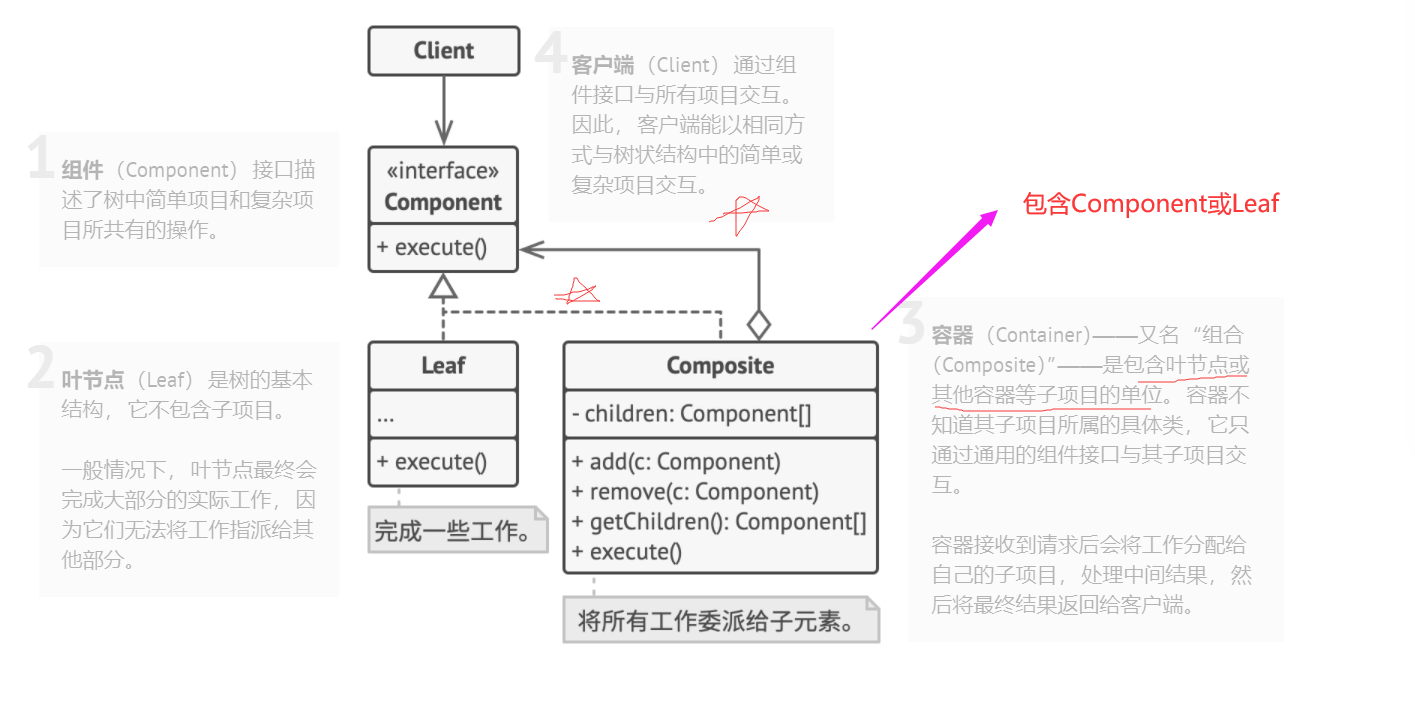 Client
4
客户端（Client）通过组
件接口与所有项目交互。
因此， 客户端能以相同方
式与树状结构中的简单或
复杂项目交互。
1
组件（Component）接口描
述了树中简单项目和复杂项
目所共有的操作。
«interface»
Component
+ execute()
包含Component或Leaf
2
叶节点（Leaf）是树的基本
结构， 它不包含子项目。
一般情况下， 叶节点最终会
完成大部分的实际工作， 因
为它们无法将工作指派给其
他部分。
Leaf
...
+ execute()
完成一些工作。
Composite
- children: Component[]
+ add(c: Component)
+ remove(c: Component)
+ getChildren(): Component[]
+ execute()
将所有工作委派给子元素。
3
容器（Container)——又名“组合
（Composite）”——是包含叶节点或
其他容器等子项目的单位。 容器不
知道其子项目所属的具体类， 它只
通过通用的组件接口与其子项目交
互。
容器接收到请求后会将工作分配给
自己的子项目， 处理中间结果， 然
后将最终结果返回给客户端。